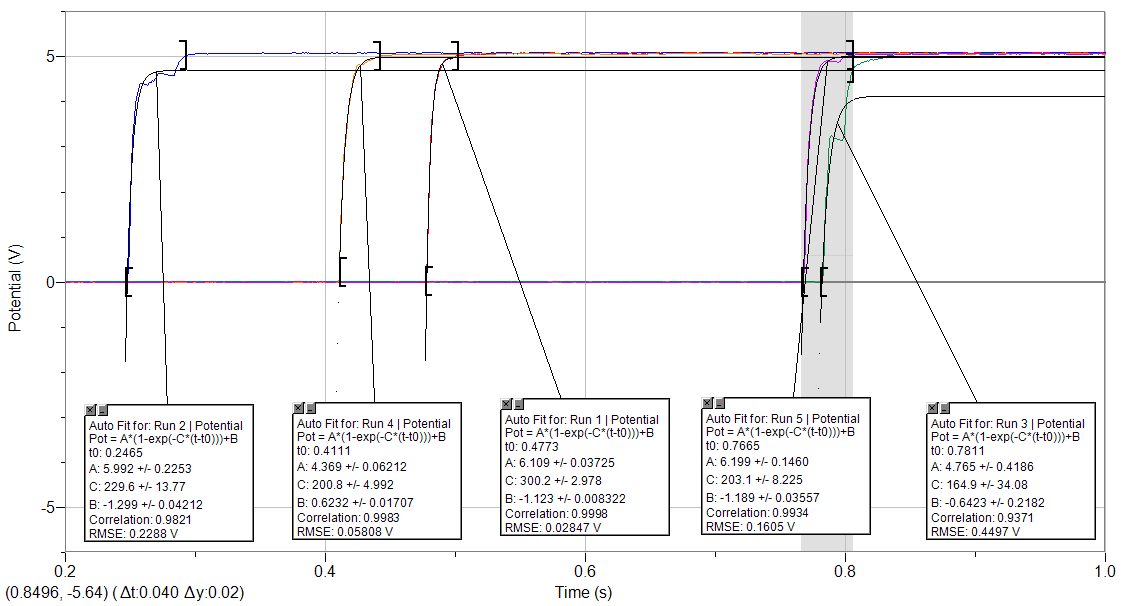 Potential (V)
5
0
-5
Auto Fit for: Run 2 | Potential
Pot = A*(1-exp(-C*(t-t0)))+B
t0: 0.2465
A: 5.992 +/- 0.2253
C: 229.6 +/- 13.77
B: -1.299 +/- 0.04212
Correlation: 0.9821
RMSE: 0.2288 V
Auto Fit for: Run 4 | Potential
Pot = A*(1-exp(-C*(t-t0)))+B
t0: 0.4111
A: 4.369 +/- 0.06212
C: 200.8 +/- 4.992
B: 0.6232 +/- 0.01707
Correlation: 0.9983
RMSE: 0.05808 V
Auto Fit for: Run 1 | Potential
Pot = A*(1-exp(-C*(t-t0)))+B
t0: 0.4773
A: 6.109 +/- 0.03725
C: 300.2 +/- 2.978
B: -1.123 +/- 0.008322
Correlation: 0.9998
RMSE: 0.02847 V
Auto Fit for: Run 5 | Potential
Pot = A*(1-exp(-C*(t-t0)))+B
t0: 0.7665
A: 6.199 +/- 0.1460
C: 203.1 +/- 8.225
B: -1.189 +/- 0.03557
Correlation: 0.9934
RMSE: 0.1605 V
Auto Fit for: Run 3 | Potential
Pot = A*(1-exp(-C*(t-t0)))+B
t0: 0.7811
A: 4.765 +/- 0.4186
C: 164.9 +/- 34.08
B: -0.6423 +/- 0.2182
Correlation: 0.9371
RMSE: 0.4497 V
0.2 0.4 0.6 0.8 1.0
(0.8496, -5.64) ( Δt:0.040 Δy:0.02)
Time (s)